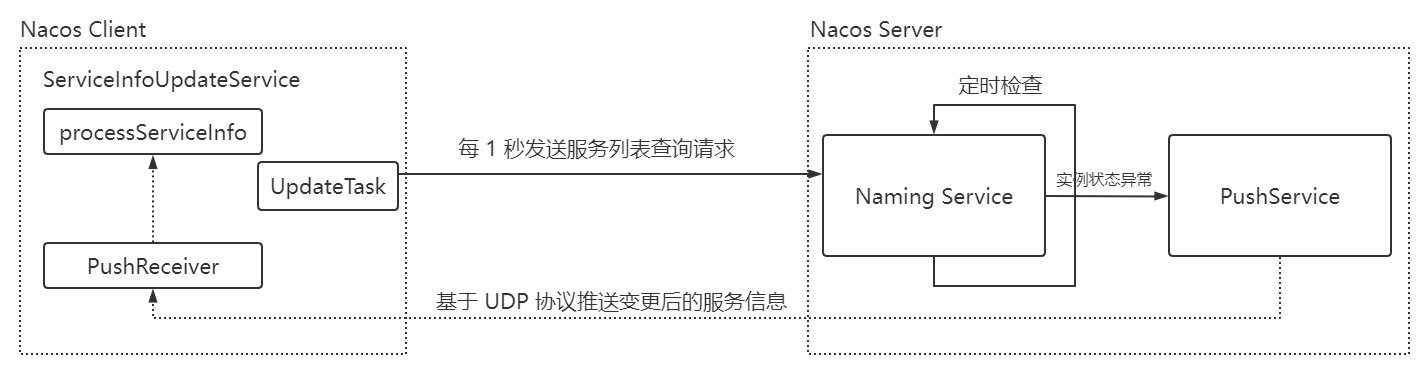 Nacos Client
Nacos Server
ServiceInfoUpdateService
定时检查
processServiceInfo
每 1 秒发送服务列表查询请求
UpdateTask
实例状态异常
Naming Service
PushService
PushReceiver
基于 UDP 协议推送变更后的服务信息